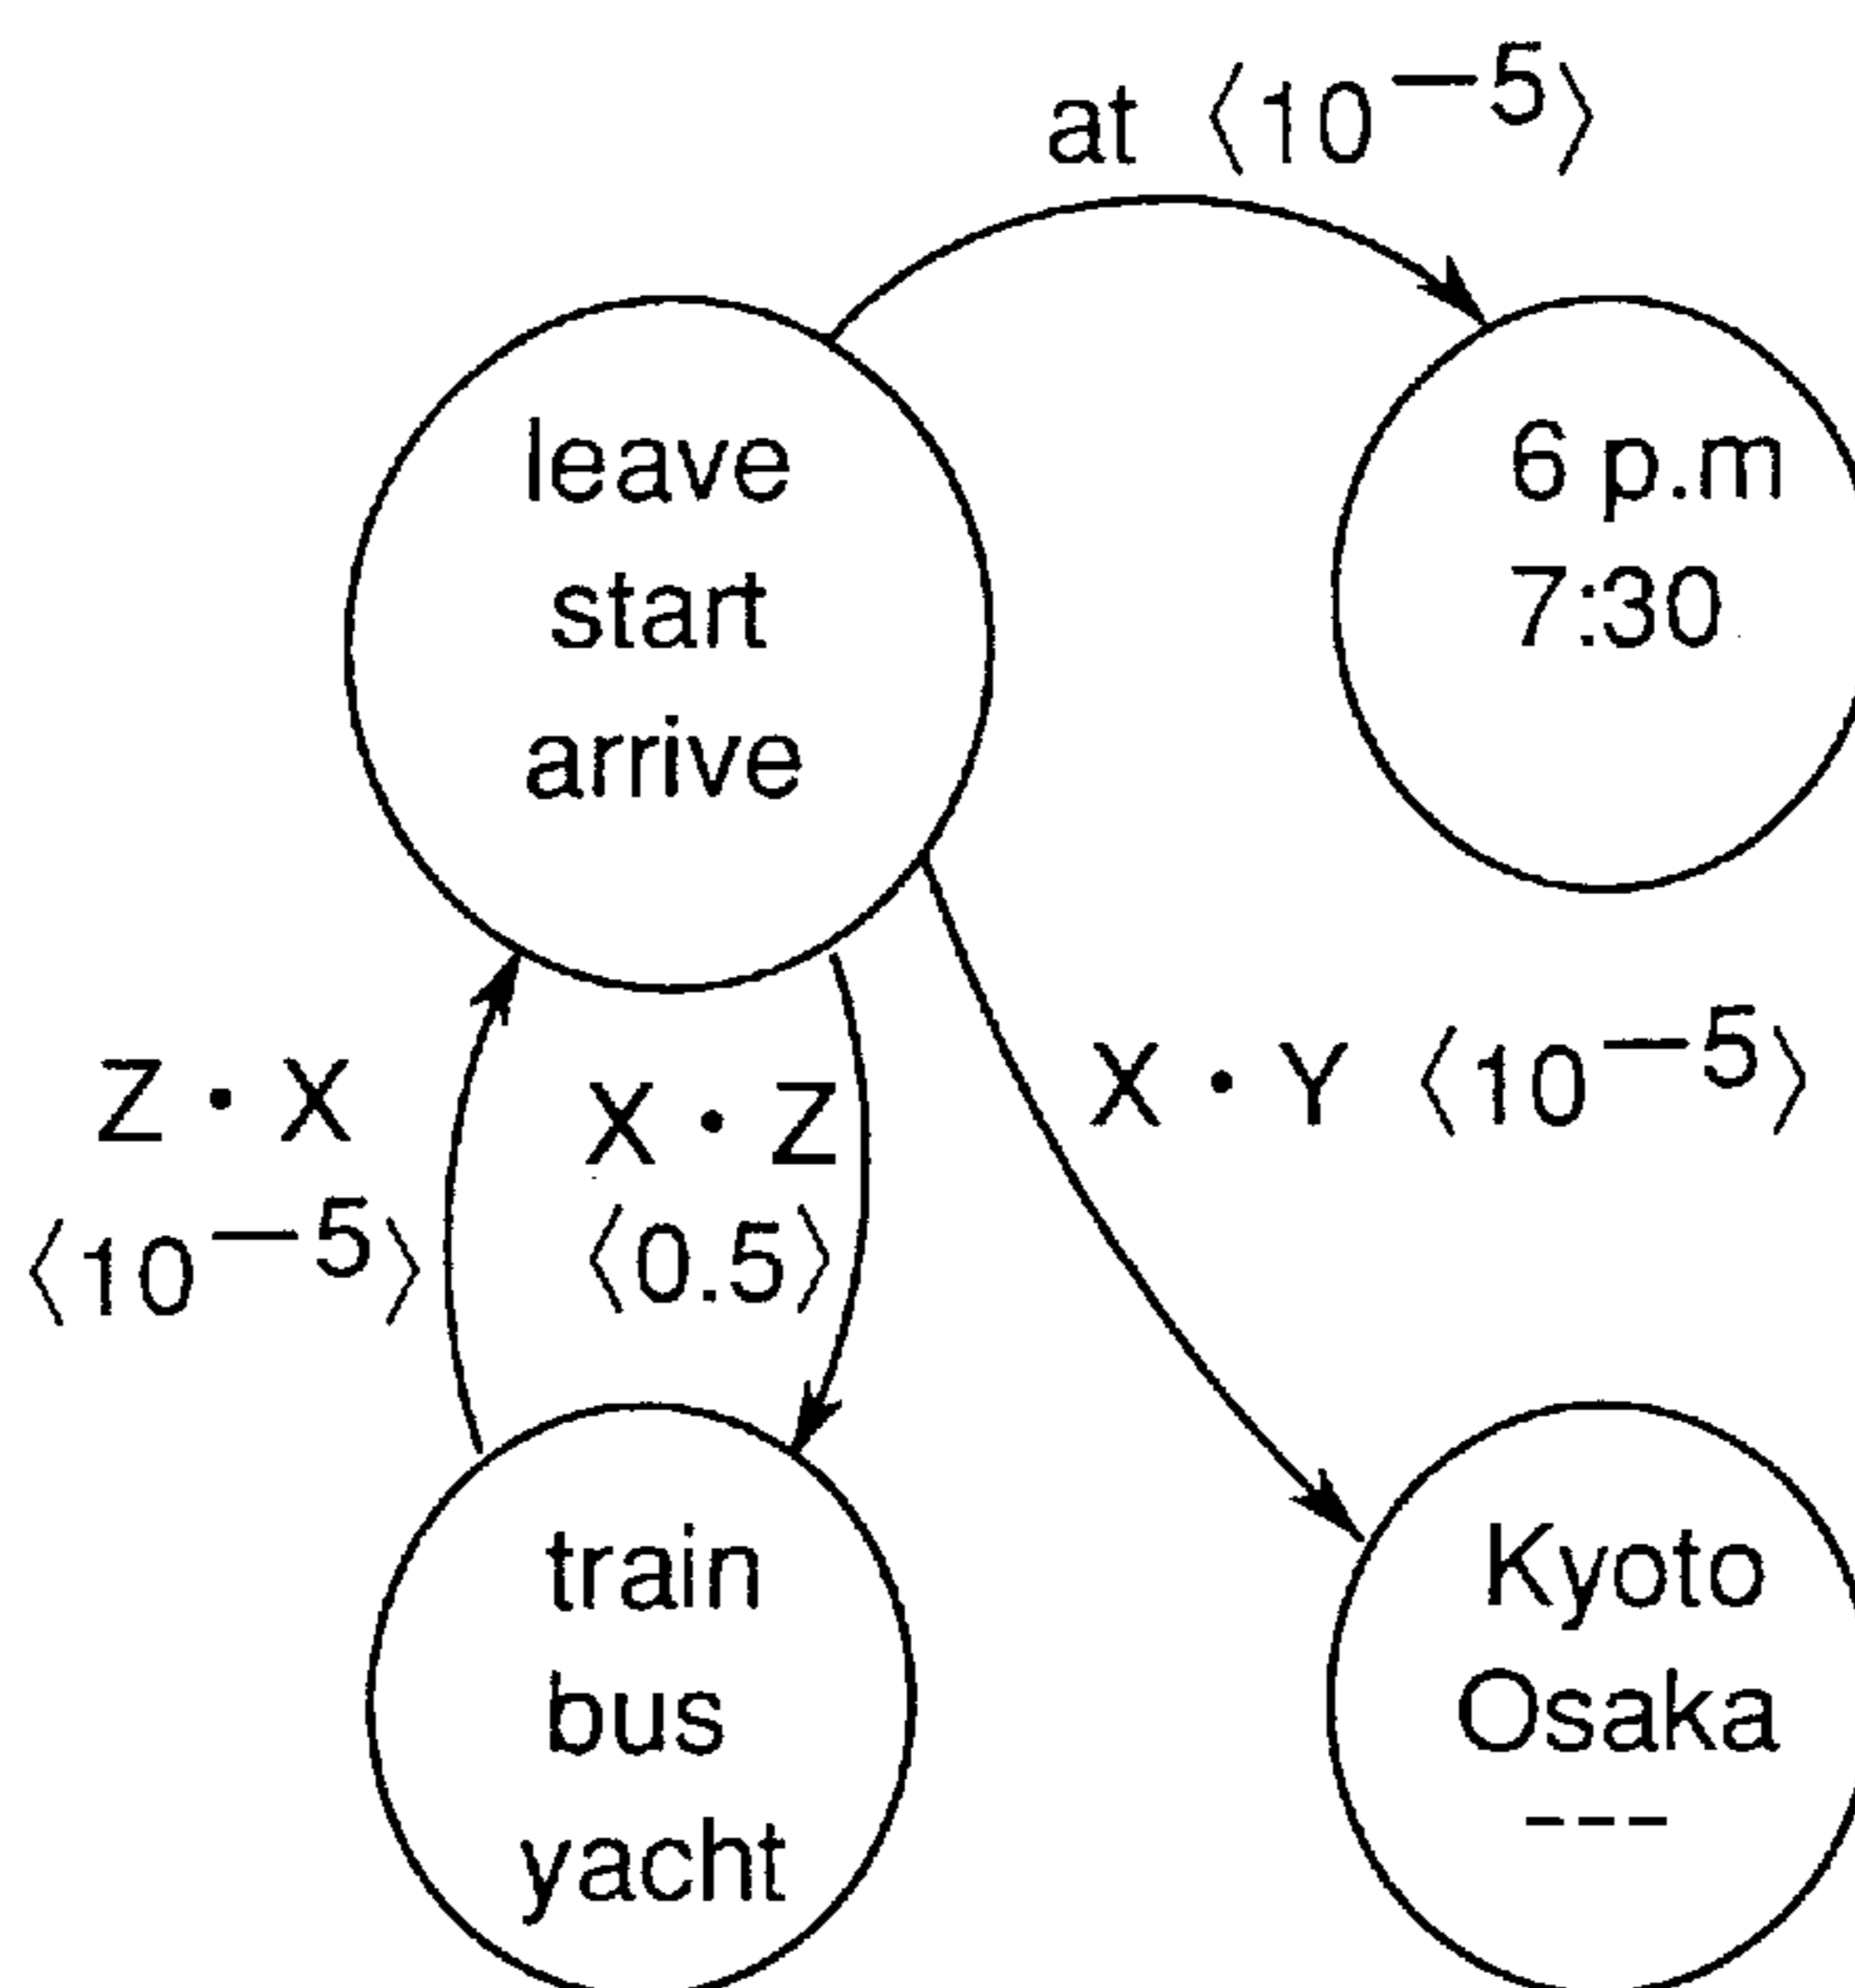 at ⟨10⁻⁵⟩
leave
start
arrive
6 p.m
7:30
Z・X
⟨10⁻⁵⟩
X・Z
⟨0.5⟩
X・Y ⟨10⁻⁵⟩
train
bus
yacht
Kyoto
Osaka
---